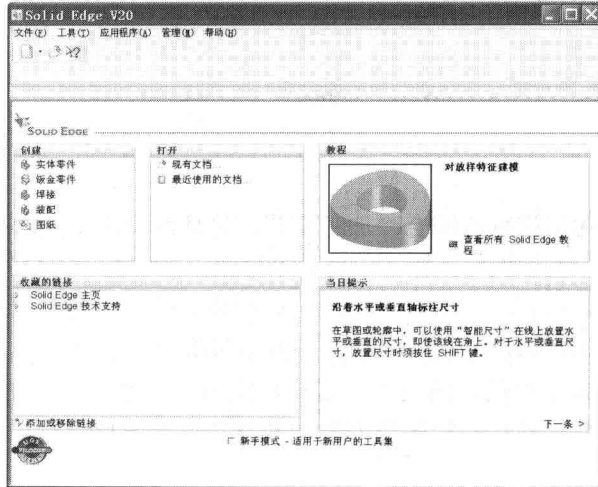 Solid Edge V20
文件(F) 工具(T) 应用程序(A) 管理(M) 帮助(H)
SOLID EDGE
创建
实体零件
钣金零件
焊接
装配
图纸
打开
现有文档
最近使用的文档
教程
对放样特征建模
查看所有 Solid Edge 教
程
收藏的链接
Solid Edge 主页
Solid Edge 技术支持
添加或移除链接
当日提示
沿着水平或垂直轴标注尺寸
在草图或轮廓中，可以使用“智能尺寸”在线上放置水
平或垂直的尺寸，即使该线在角上。对于水平或垂直尺
寸，放置尺寸时须按住 SHIFT 键。
下一条 >
新手模式 - 适用于新用户的工具集